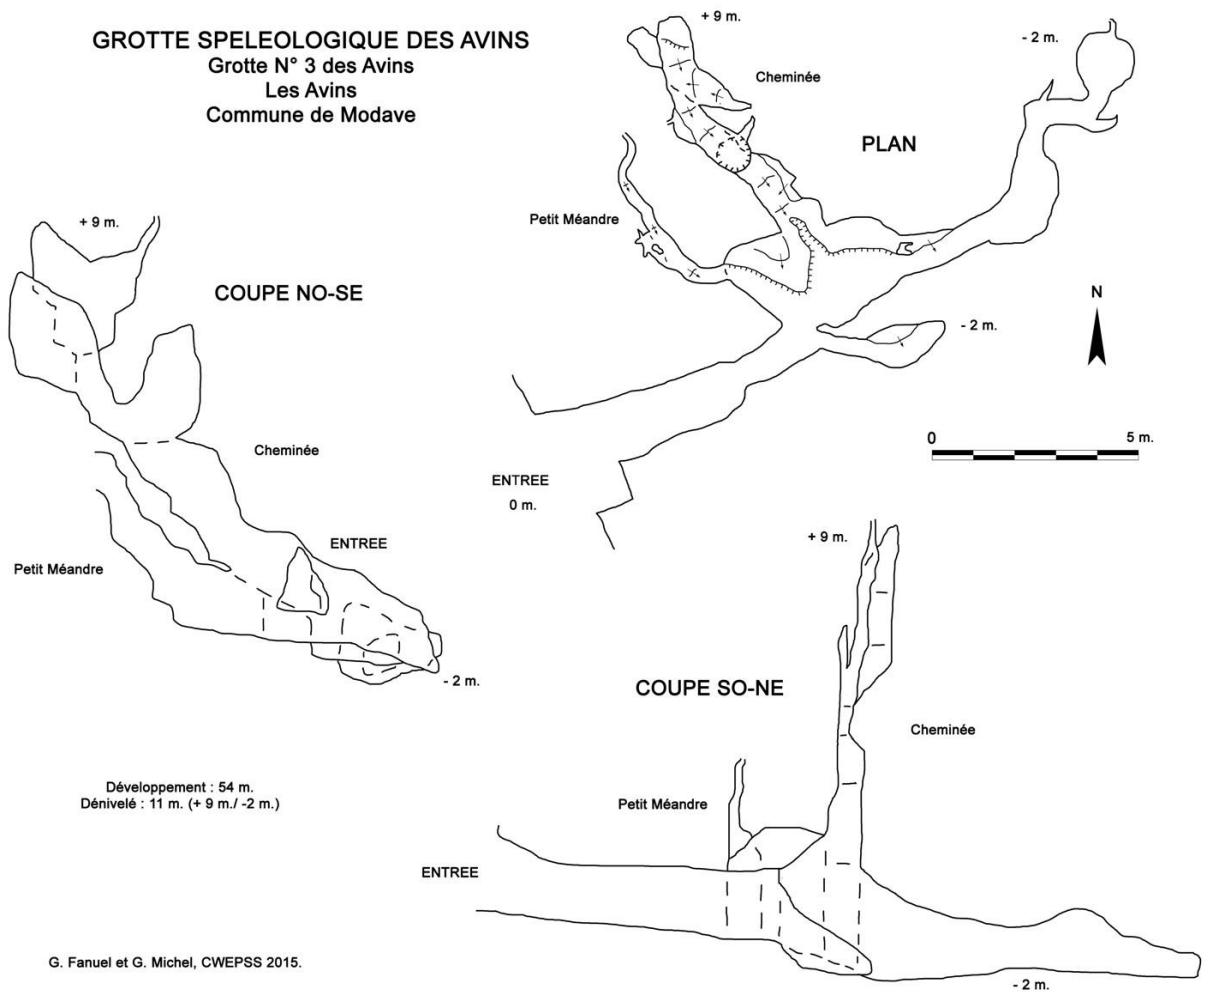 GROTTE SPELEOLOGIQUE DES AVINS
Grotte N° 3 des Avins
Les Avins
Commune de Modave
+ 9 m.
- 2 m.
Cheminée
PLAN
Petit Méandre
+ 9 m.
COUPE NO-SE
N
- 2 m.
0 5 m.
Cheminée
ENTREE
0 m.
ENTREE
+ 9 m.
Petit Méandre
- 2 m.
COUPE SO-NE
Cheminée
Développement : 54 m.
Dénivelé : 11 m. (+ 9 m./ -2 m.)
Petit Méandre
ENTREE
G. Fanuel et G. Michel, CWEPSS 2015.
- 2 m.